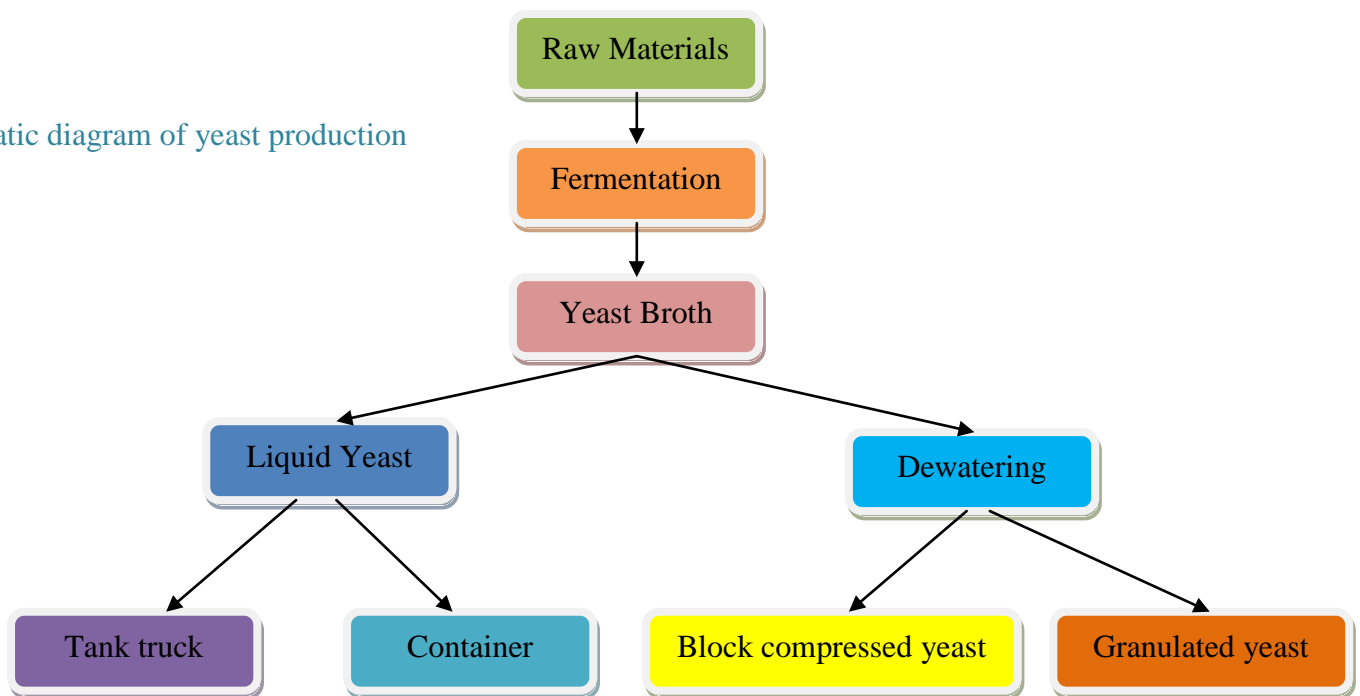 Raw Materials
atic diagram of yeast production
Fermentation
Yeast Broth
Liquid Yeast
Dewatering
Tank truck
Container
Block compressed yeast
Granulated yeast